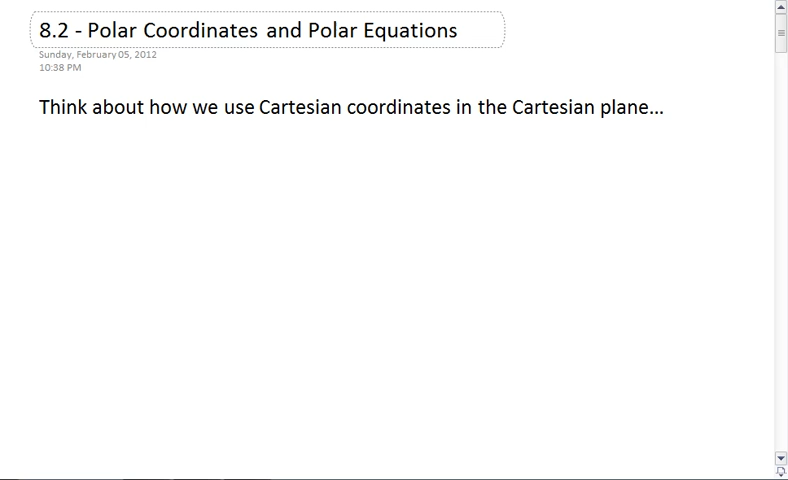 8.2 - Polar Coordinates and Polar Equations
Sunday, February 05, 2012
10:38 PM
Think about how we use Cartesian coordinates in the Cartesian plane...